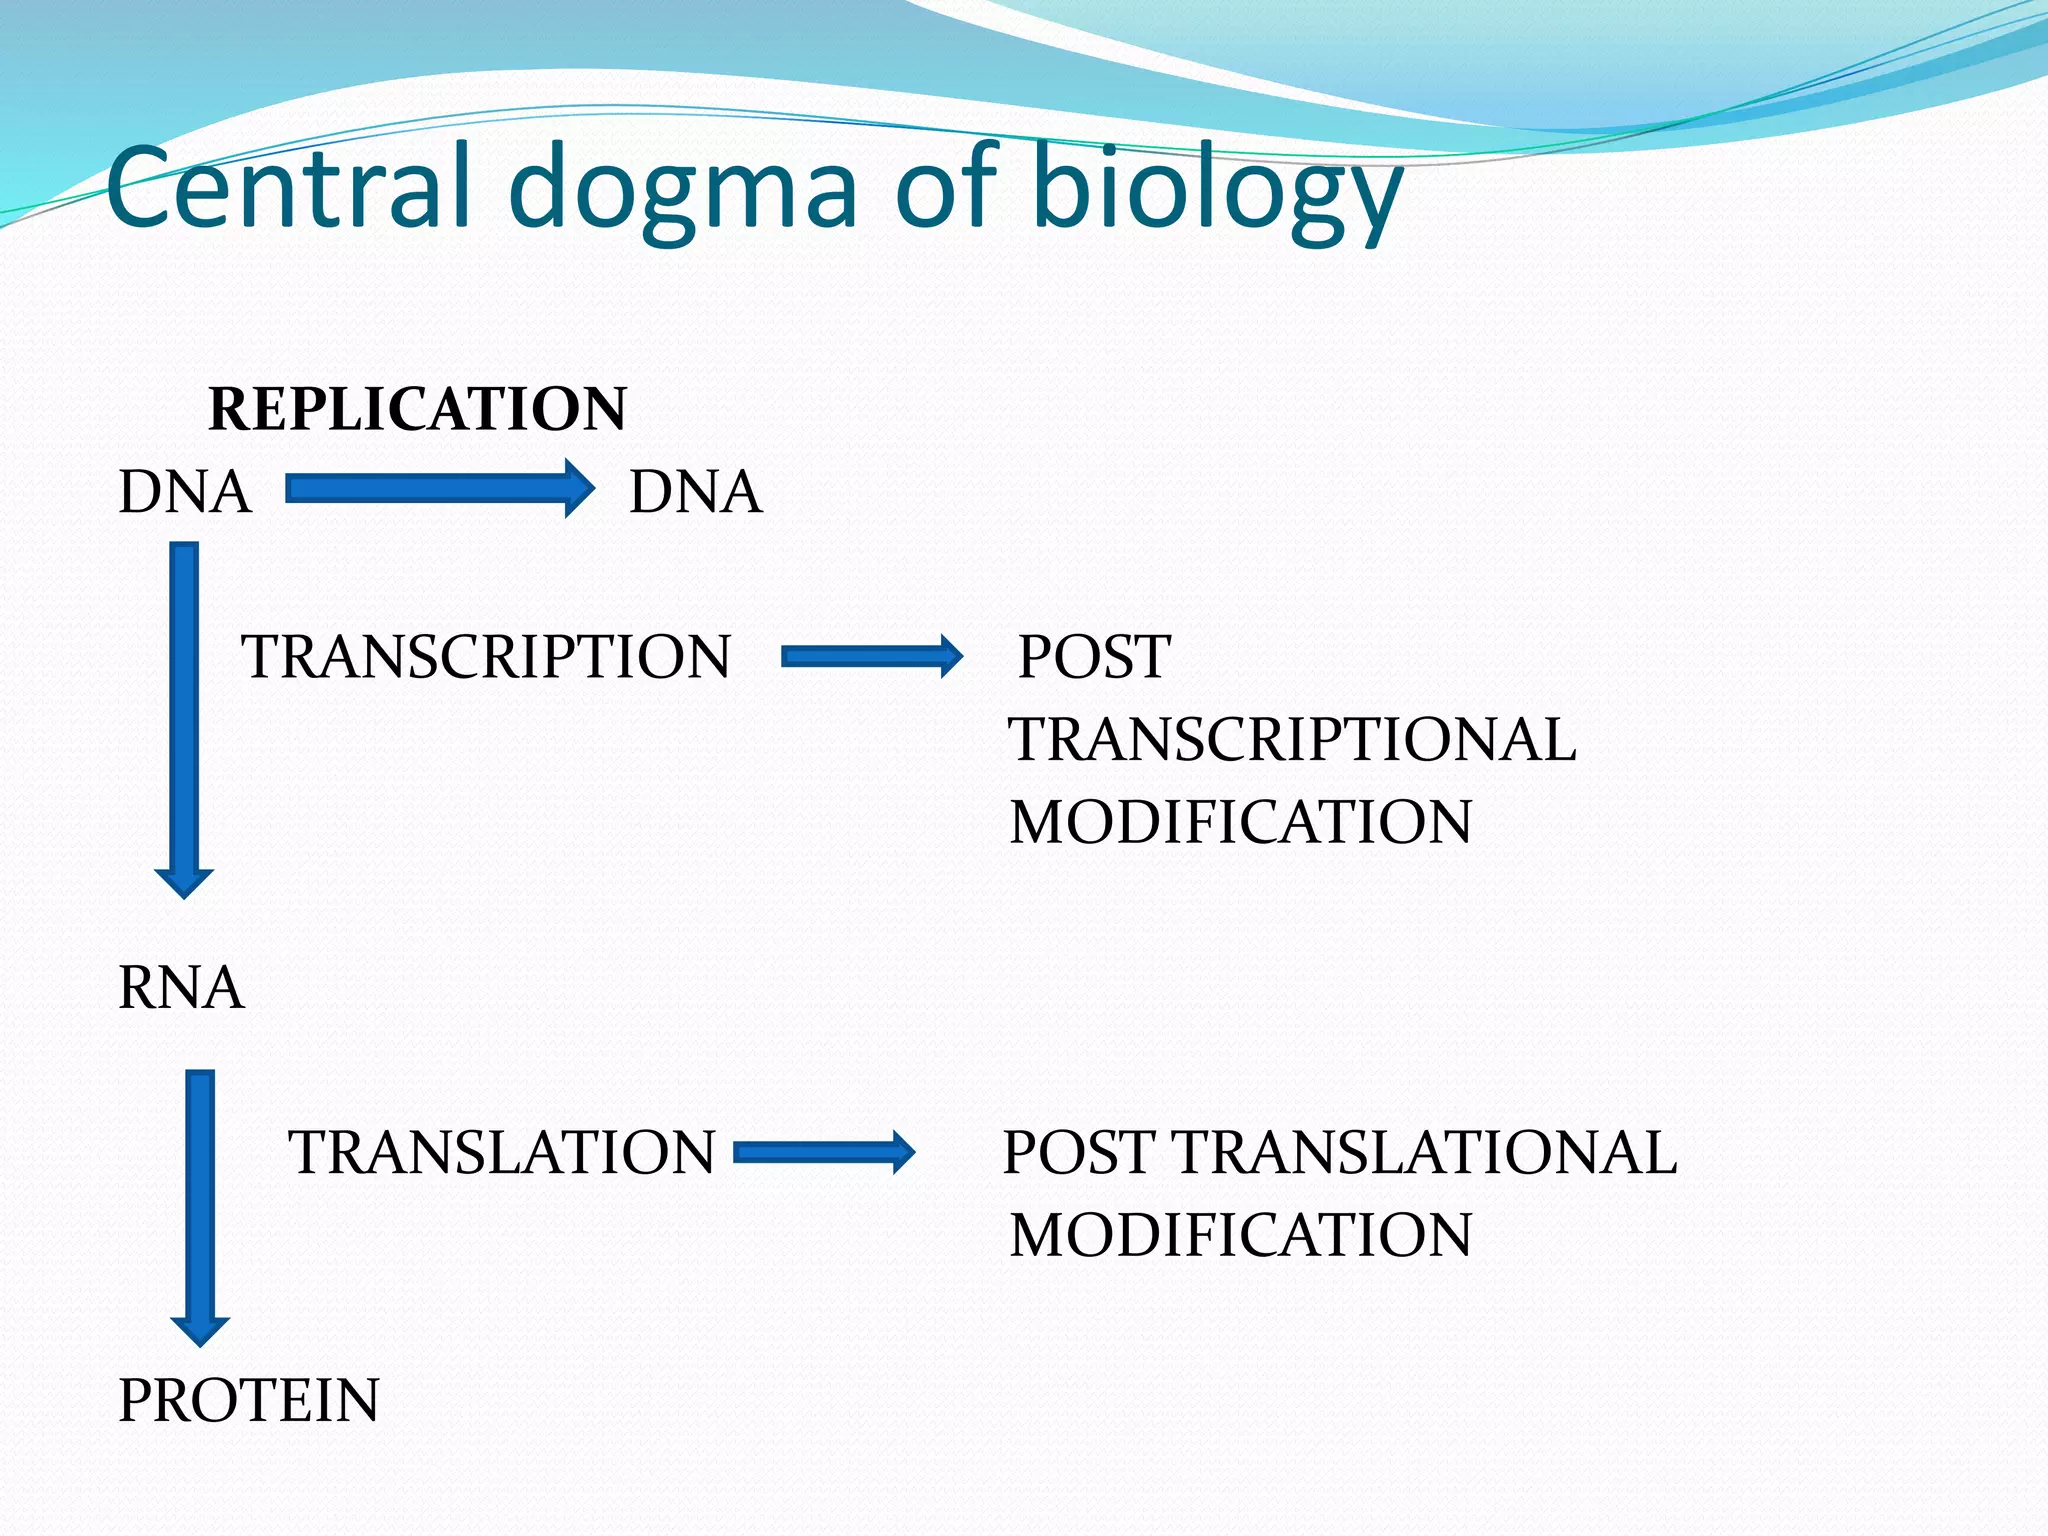 Central dogma of biology
REPLICATION
DNA DNA
TRANSCRIPTION POST
TRANSCRIPTIONAL
MODIFICATION
RNA
TRANSLATION POST TRANSLATIONAL
MODIFICATION
PROTEIN